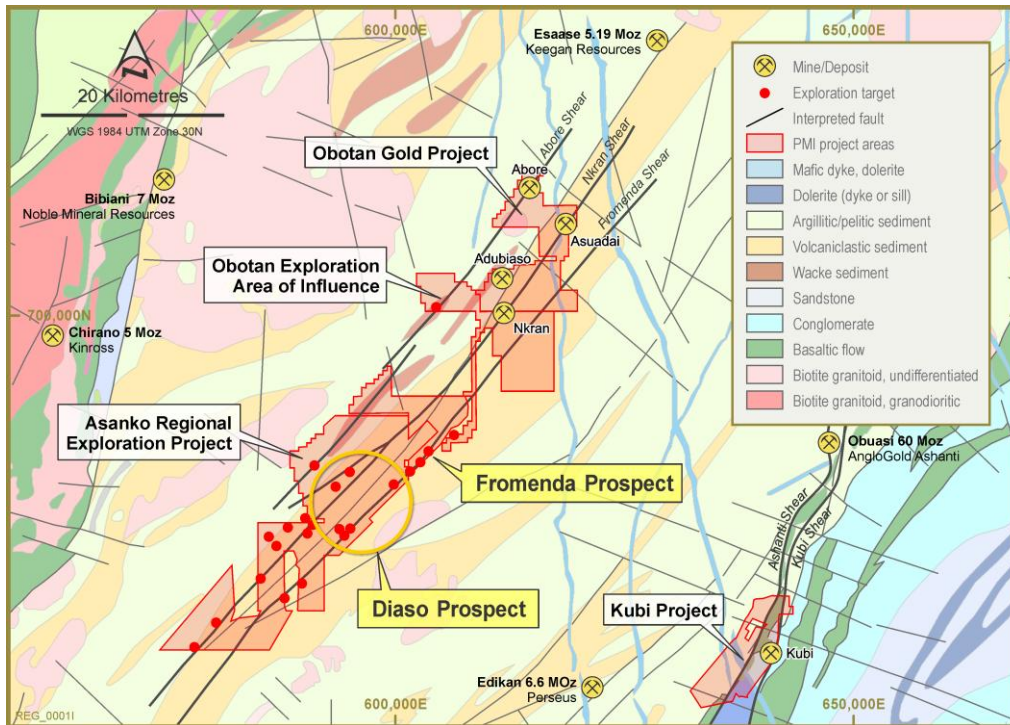 600,000E
650,000E
Esaase 5.19 Moz
Keegan Resources
20 Kilometres
WGS 1984 UTM Zone 30N
Obotan Gold Project
Abore Shear
Nkran Shear
Fromenda Shear
Abore
Bibiani 7 Moz
Noble Mineral Resources
Asuadai
Adubiaso
Obotan Exploration
Area of Influence
700,000N
Nkran
Chirano 5 Moz
Kinross
Mine/Deposit
Exploration target
Interpreted fault
PMI project areas
Mafic dyke, dolerite
Dolerite (dyke or sill)
Argillitic/pelitic sediment
Volcaniclastic sediment
Wacke sediment
Sandstone
Conglomerate
Basaltic flow
Biotite granitoid, undifferentiated
Biotite granitoid, granodioritic
Asanko Regional
Exploration Project
Obuasi 60 Moz
AngloGold Ashanti
Fromenda Prospect
Ashanti Shear
Kubi Shear
Diaso Prospect
Kubi Project
Kubi
Edikan 6.6 MOz
Perseus
REG_0001I
600,000E
650,000E